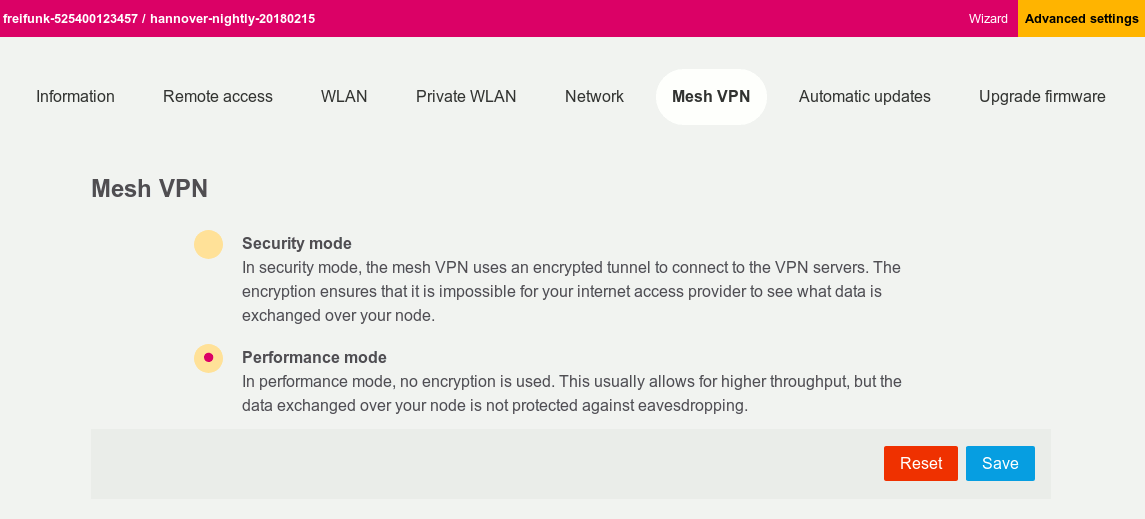 freifunk-525400123457 / hannover-nightly-20180215 Wizard Advanced settings
Information Remote access WLAN Private WLAN Network Mesh VPN Automatic updates Upgrade firmware
Mesh VPN
Security mode
In security mode, the mesh VPN uses an encrypted tunnel to connect to the VPN servers. The
encryption ensures that it is impossible for your internet access provider to see what data is
exchanged over your node.
Performance mode
In performance mode, no encryption is used. This usually allows for higher throughput, but the
data exchanged over your node is not protected against eavesdropping.
Reset Save